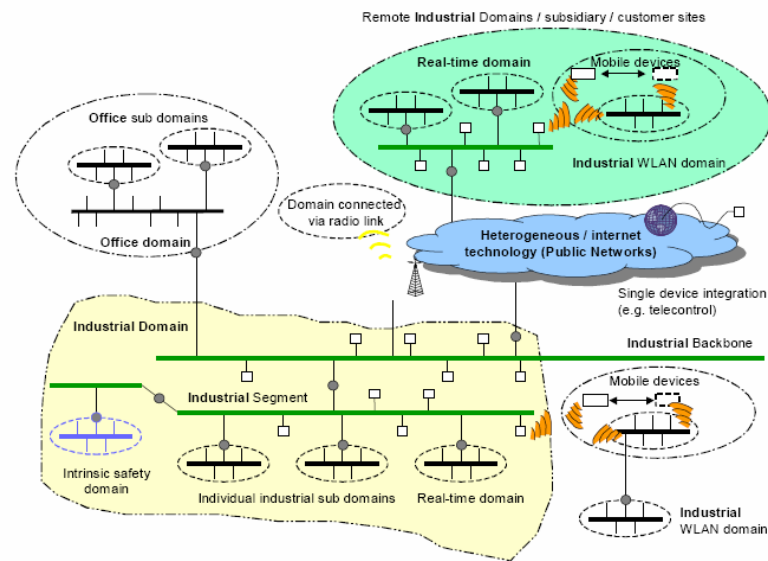 Remote Industrial Domains / subsidiary / customer sites
Real-time domain
Mobile devices
Office sub domains
Industrial WLAN domain
Domain connected
via radio link
Office domain
Heterogeneous / internet
technology (Public Networks)
Single device integration
(e.g. telecontrol)
Industrial Domain
Industrial Backbone
Mobile devices
Industrial Segment
Intrinsic safety
domain
Individual industrial sub domains
Real-time domain
Industrial
WLAN domain